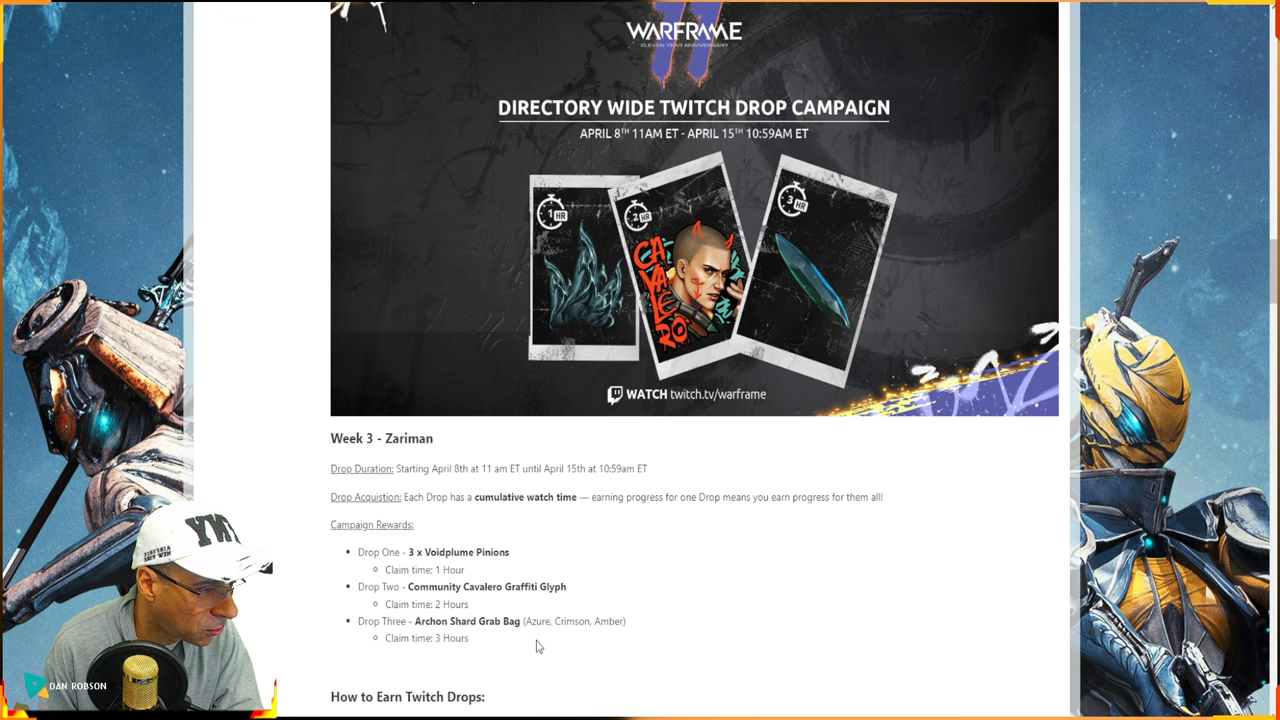 WARFRAME
ELEVEN YEAR ANNIVERSARY
DIRECTORY WIDE TWITCH DROP CAMPAIGN
APRIL 8TH 11AM ET - APRIL 15TH 10:59AM ET
1 HR
2 HR
3 HR
CAVALERO
WATCH twitch.tv/warframe
Week 3 - Zariman
Drop Duration: Starting April 8th at 11 am ET until April 15th at 10:59am ET
Drop Acquistion: Each Drop has a cumulative watch time — earning progress for one Drop means you earn progress for them all!
Campaign Rewards:
• Drop One - 3 x Voidplume Pinions
Claim time: 1 Hour
• Drop Two - Community Cavalero Graffiti Glyph
Claim time: 2 Hours
• Drop Three - Archon Shard Grab Bag (Azure, Crimson, Amber)
Claim time: 3 Hours
How to Earn Twitch Drops:
DAN ROBSON